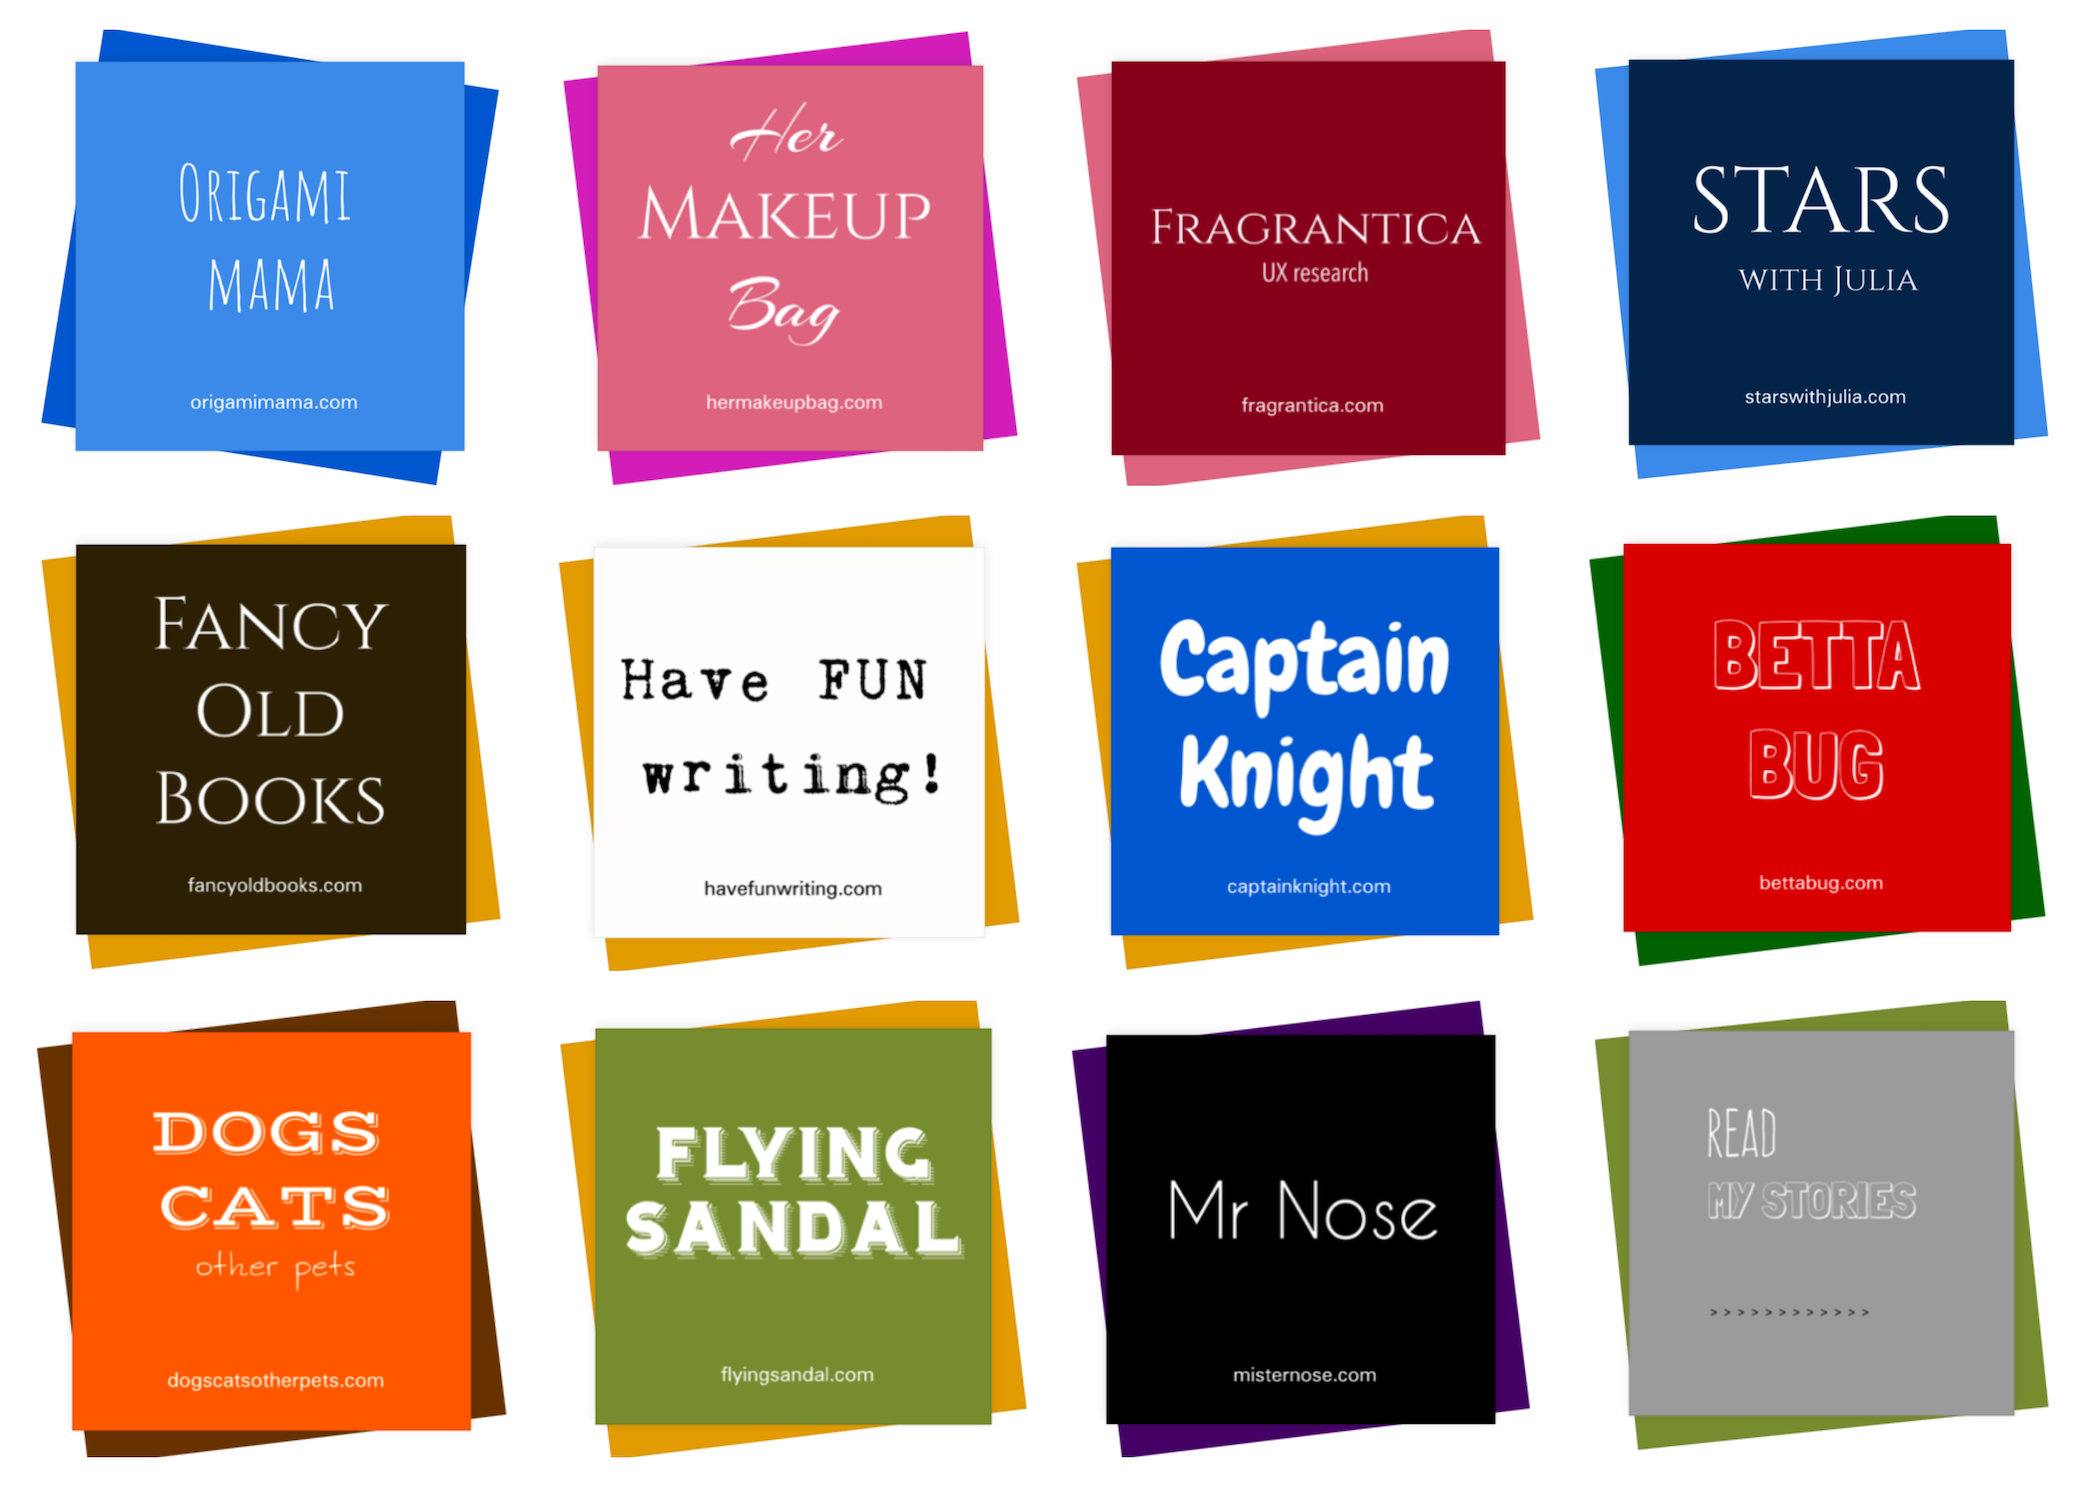 Origami
mama
origamimama.com
Her
Makeup
Bag
hermakeupbag.com
Fragrantica
UX research
fragrantica.com
STARS
with Julia
starswithjulia.com
Fancy
Old
Books
fancyoldbooks.com
Have FUN
writing!
havefunwriting.com
Captain
Knight
captainknight.com
BETTA
BUG
bettabug.com
DOGS
CATS
other pets
dogscatsotherpets.com
FLYING
SANDAL
flyingsandal.com
Mr Nose
misternose.com
READ
MY STORIES
> > > > > > > > > > > >